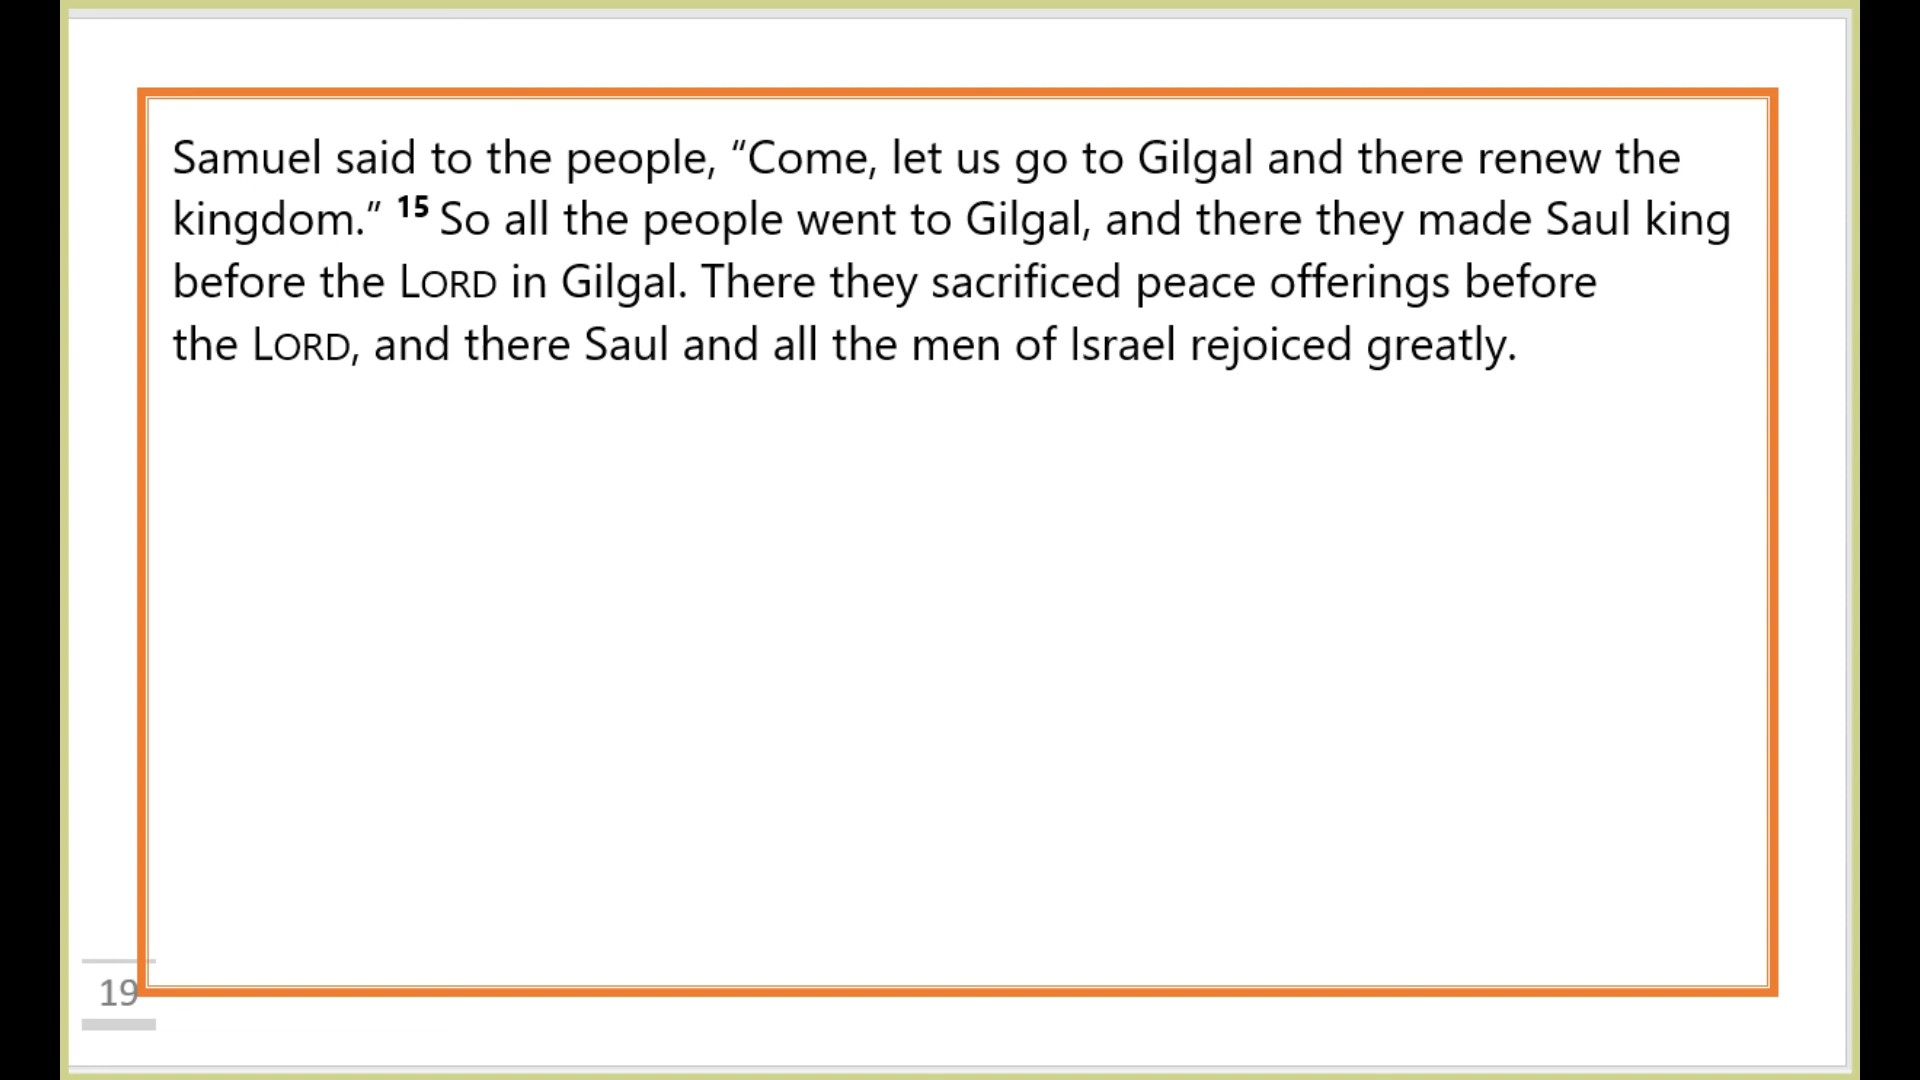 Samuel said to the people, “Come, let us go to Gilgal and there renew the
kingdom.” 15 So all the people went to Gilgal, and there they made Saul king
before the LORD in Gilgal. There they sacrificed peace offerings before
the LORD, and there Saul and all the men of Israel rejoiced greatly.
19